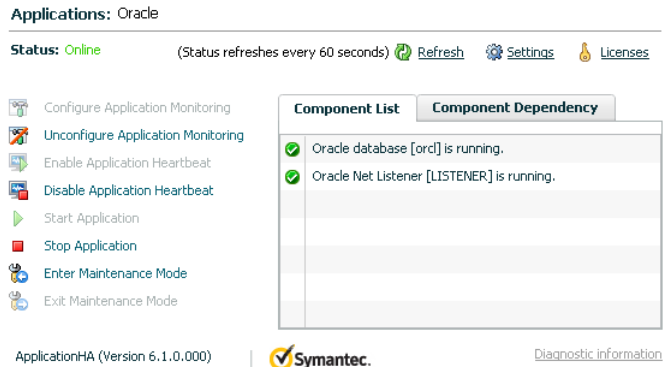 Applications: Oracle
Status: Online (Status refreshes every 60 seconds) Refresh Settings Licenses
Configure Application Monitoring
Unconfigure Application Monitoring
Enable Application Heartbeat
Disable Application Heartbeat
Start Application
Stop Application
Enter Maintenance Mode
Exit Maintenance Mode
Component List Component Dependency
Oracle database [orcl] is running.
Oracle Net Listener [LISTENER] is running.
ApplicationHA (Version 6.1.0.000) Symantec. Diagnostic information